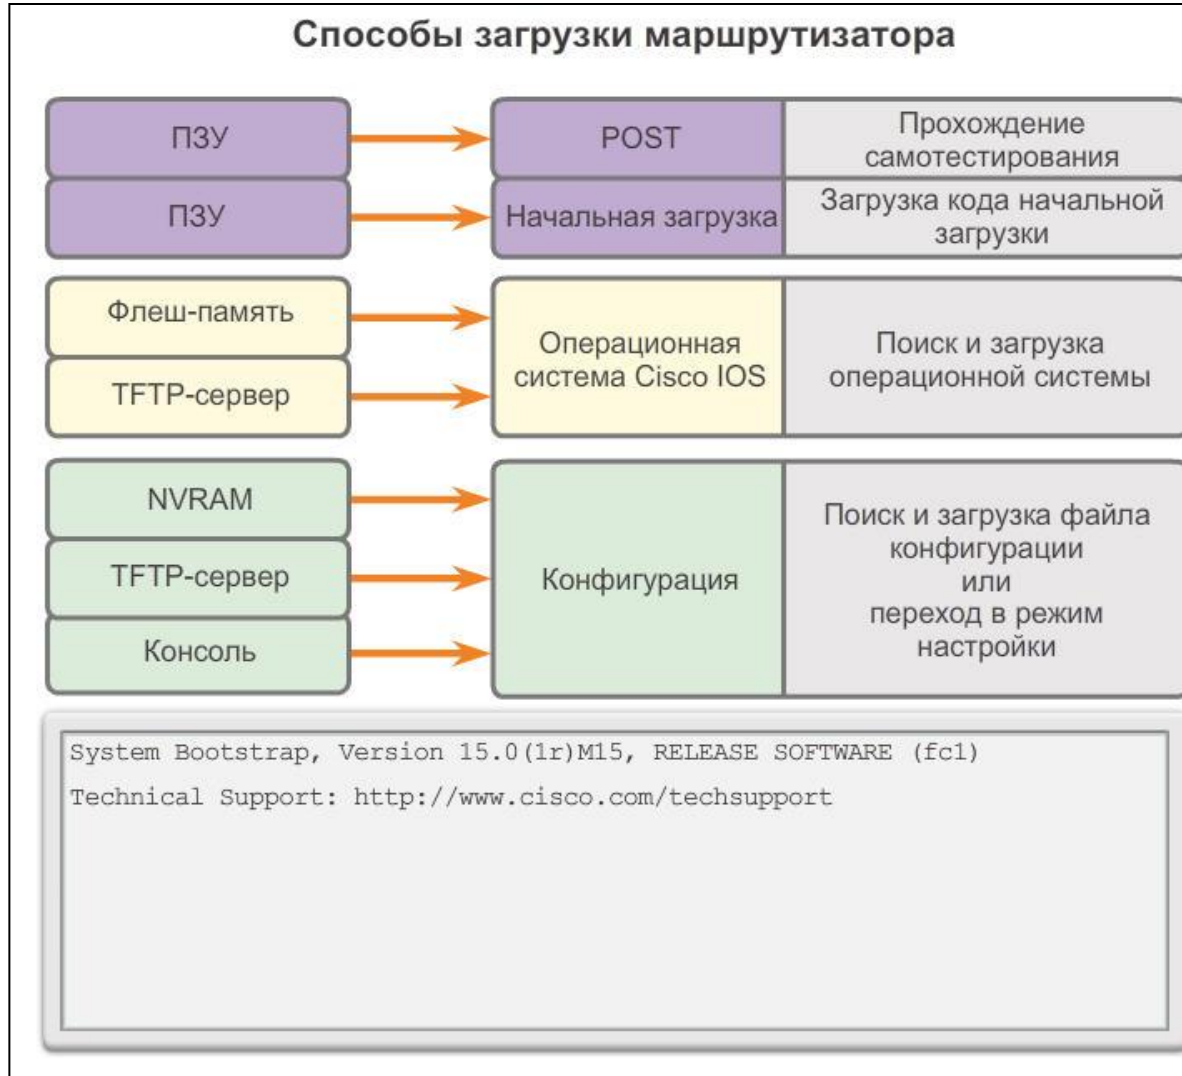 Способы загрузки маршрутизатора
ПЗУ
POST
Прохождение
самотестирования
ПЗУ
Начальная загрузка
Загрузка кода начальной
загрузки
Флеш-память
TFTP-сервер
Операционная
система Cisco IOS
Поиск и загрузка
операционной системы
NVRAM
TFTP-сервер
Консоль
Конфигурация
Поиск и загрузка файла
конфигурации
или
переход в режим
настройки
System Bootstrap, Version 15.0(1r)M15, RELEASE SOFTWARE (fc1)
Technical Support: http://www.cisco.com/techsupport